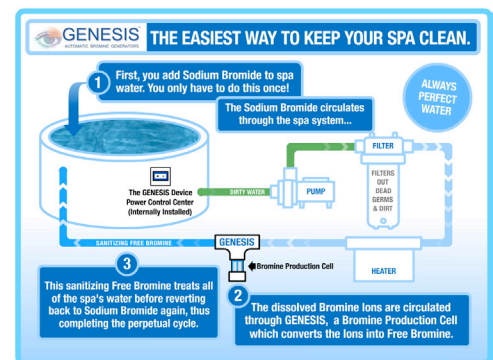 GENESIS
AUTOMATIC BROMINE GENERATORS
THE EASIEST WAY TO KEEP YOUR SPA CLEAN.
1
First, you add Sodium Bromide to spa
water. You only have to do this once!
The Sodium Bromide circulates
through the spa system...
ALWAYS
PERFECT
WATER
The GENESIS Device
Power Control Center
(Internally Installed)
DIRTY WATER
PUMP
FILTER
FILTERS
OUT
DEAD
GERMS
& DIRT
SANITIZING FREE BROMINE
GENESIS
Bromine Production Cell
HEATER
3
This sanitizing Free Bromine treats all
of the spa's water before reverting
back to Sodium Bromide again, thus
completing the perpetual cycle.
2
The dissolved Bromine Ions are circulated
through GENESIS, a Bromine Production Cell
which converts the Ions into Free Bromine.